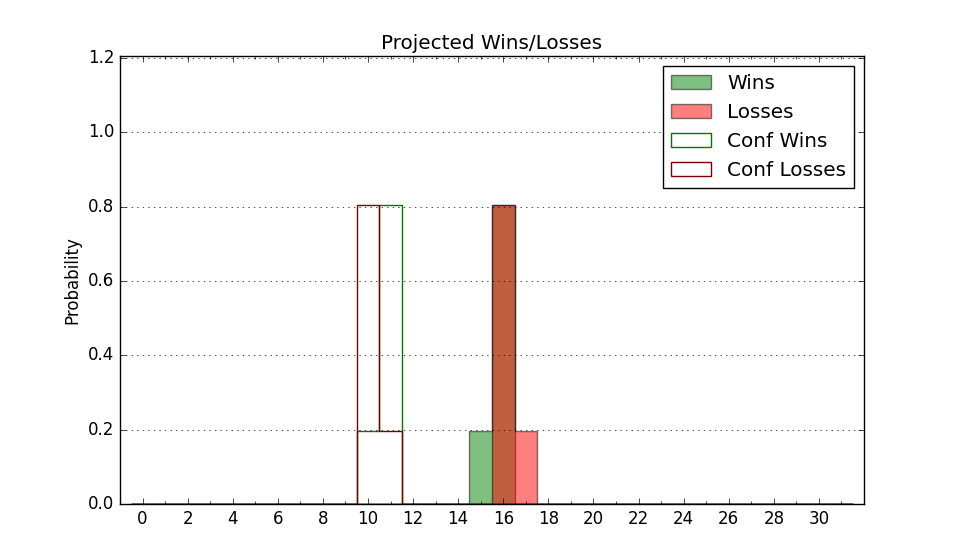 Projected Wins/Losses
1.2
1.0
0.8
0.6
0.4
0.2
0.0
Probability
Wins
Losses
Conf Wins
Conf Losses
0 2 4 6 8 10 12 14 16 18 20 22 24 26 28 30